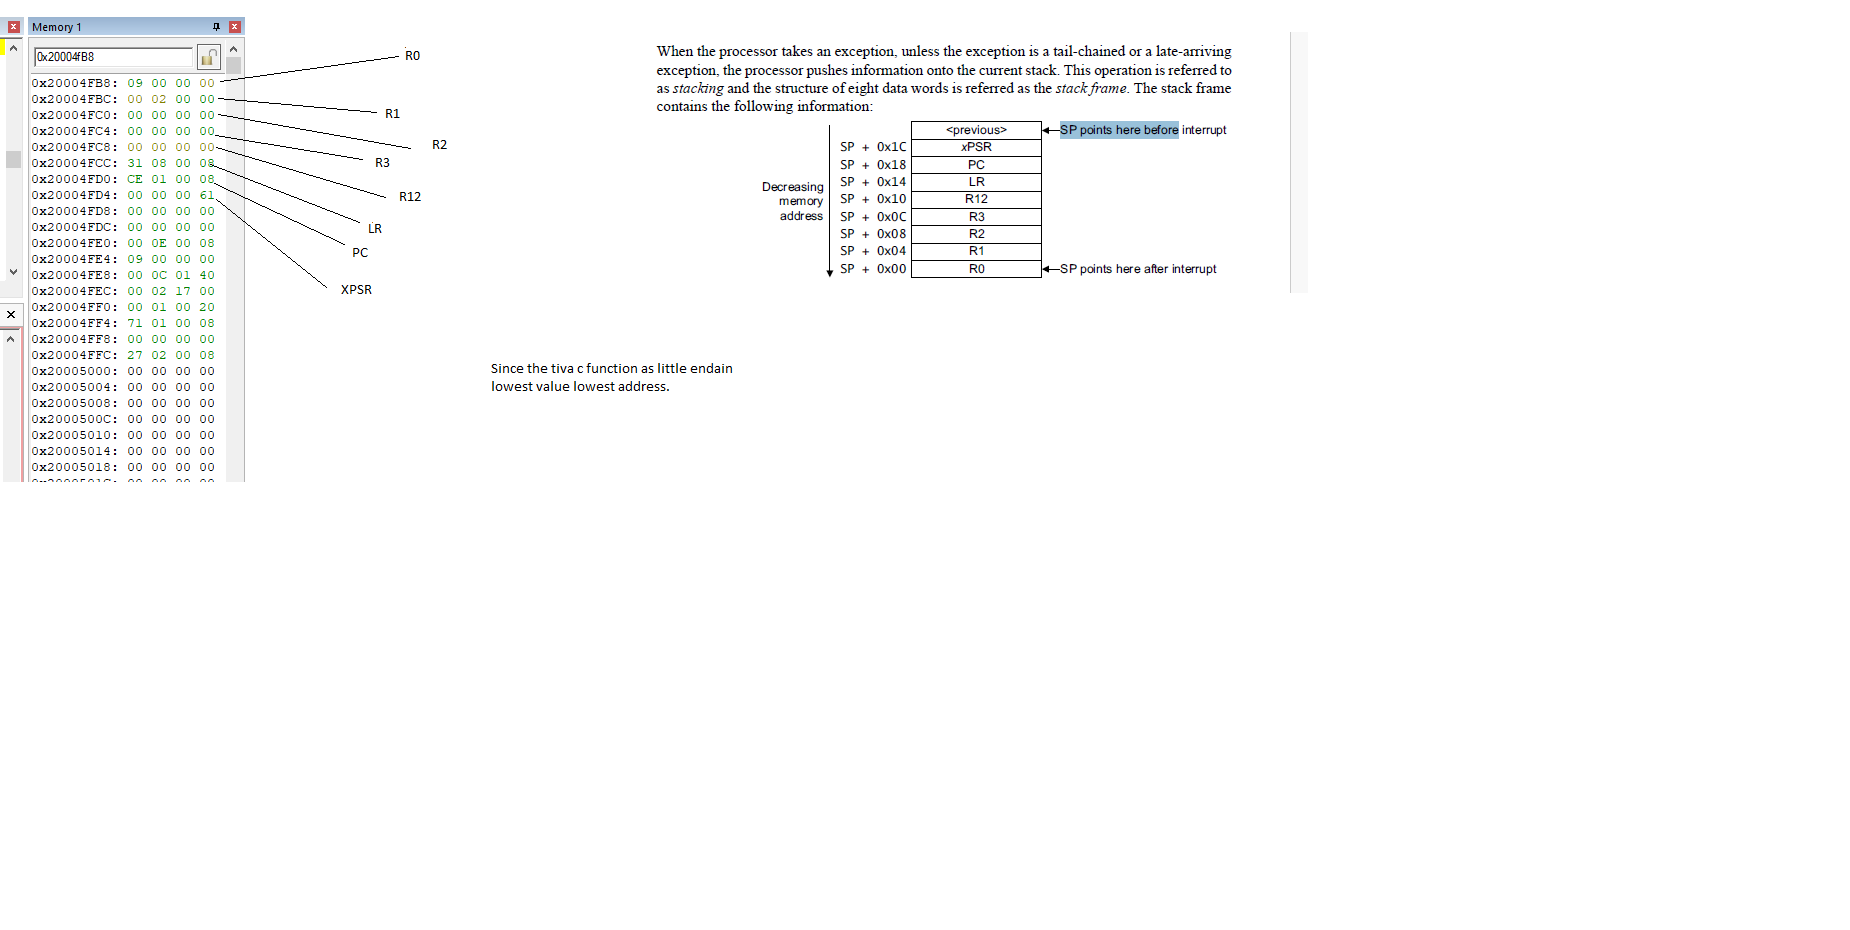 Memory 1
0x20004fB8
0x20004FB8: 09 00 00 00
0x20004FBC: 00 02 00 00
0x20004FC0: 00 00 00 00
0x20004FC4: 00 00 00 00
0x20004FC8: 00 00 00 00
0x20004FCC: 31 08 00 08
0x20004FD0: CE 01 00 08
0x20004FD4: 00 00 00 61
0x20004FD8: 00 00 00 00
0x20004FDC: 00 00 00 00
0x20004FE0: 00 0E 00 08
0x20004FE4: 09 00 00 00
0x20004FE8: 00 0C 01 40
0x20004FEC: 00 02 17 00
0x20004FF0: 00 01 00 20
0x20004FF4: 71 01 00 08
0x20004FF8: 00 00 00 00
0x20004FFC: 27 02 00 08
0x20005000: 00 00 00 00
0x20005004: 00 00 00 00
0x20005008: 00 00 00 00
0x2000500C: 00 00 00 00
0x20005010: 00 00 00 00
0x20005014: 00 00 00 00
0x20005018: 00 00 00 00
R0
R1
R2
R3
R12
LR
PC
XPSR
When the processor takes an exception, unless the exception is a tail-chained or a late-arriving
exception, the processor pushes information onto the current stack. This operation is referred to
as stacking and the structure of eight data words is referred as the stack frame. The stack frame
contains the following information:
<previous> SP points here before interrupt
SP + 0x1C xPSR
SP + 0x18 PC
SP + 0x14 LR
SP + 0x10 R12
SP + 0x0C R3
SP + 0x08 R2
SP + 0x04 R1
SP + 0x00 R0 SP points here after interrupt
Decreasing
memory
address
Since the tiva c function as little endain
lowest value lowest address.